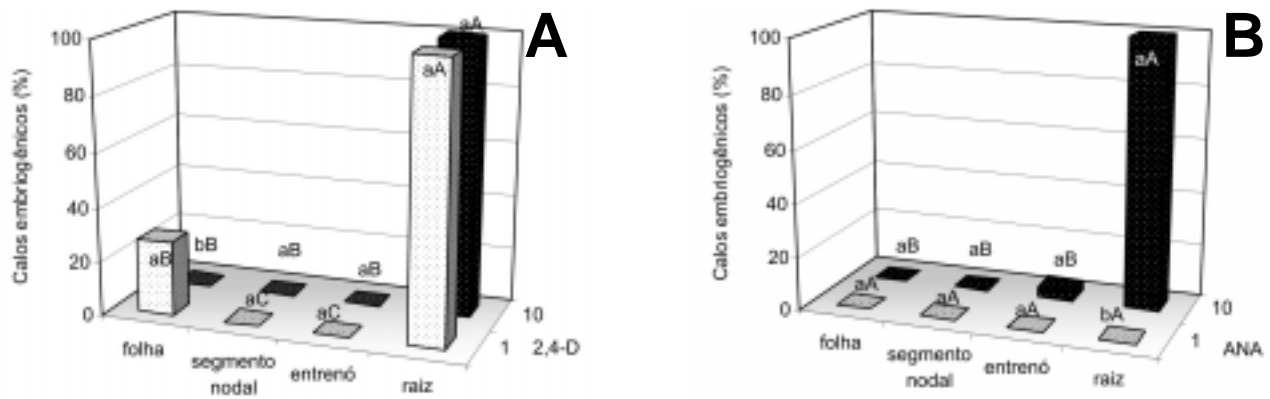 A
Calos embriogênicos (%)
100
80
60
40
20
0
aA
aA
bB
aB
aB
aB
aC
aC
folha
segmento
nodal
entrenó
raiz
1
10
2,4-D
B
Calos embriogênicos (%)
100
80
60
40
20
0
aA
aB
aB
aB
aA
aA
aA
bA
folha
segmento
nodal
entrenó
raiz
1
10
ANA